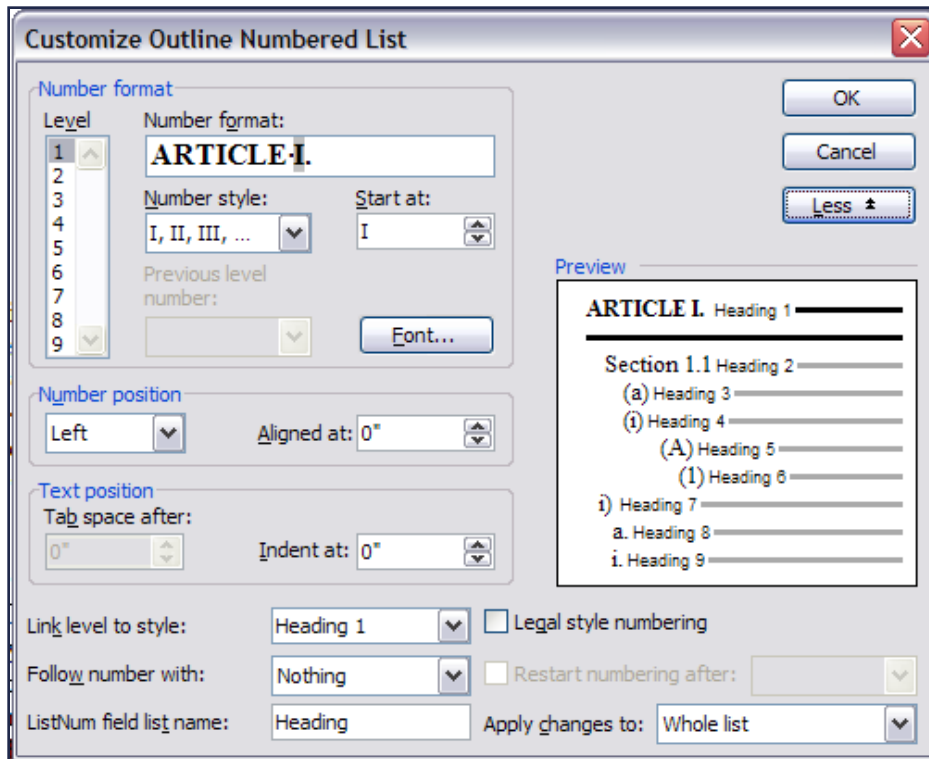 Customize Outline Numbered List
Number format
Level
1
2
3
4
5
6
7
8
9
Number format:
ARTICLE·I.
Number style:
I, II, III, ...
Start at:
I
Previous level
number:
Font...
OK
Cancel
Less
Number position
Left
Aligned at: 0"
Text position
Tab space after:
0"
Indent at: 0"
Preview
ARTICLE I. Heading 1
Section 1.1 Heading 2
(a) Heading 3
(i) Heading 4
(A) Heading 5
(1) Heading 6
i) Heading 7
a. Heading 8
i. Heading 9
Link level to style: Heading 1
Legal style numbering
Follow number with: Nothing
Restart numbering after:
ListNum field list name: Heading
Apply changes to: Whole list